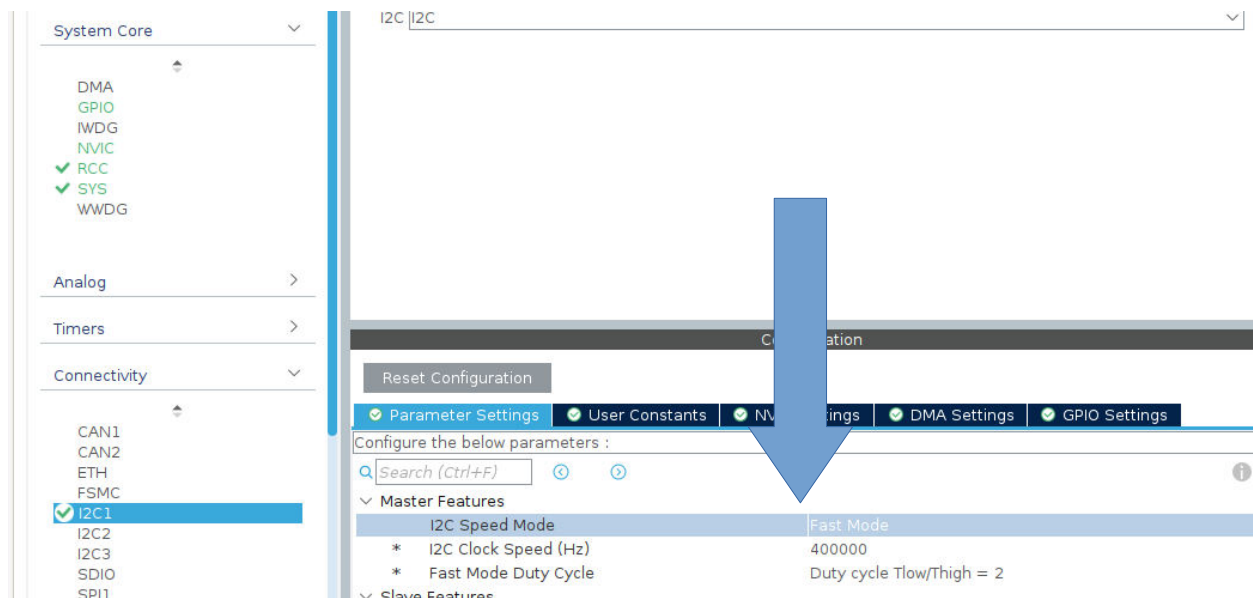 System Core
DMA
GPIO
IWDG
NVIC
RCC
SYS
WWDG
Analog
Timers
Connectivity
CAN1
CAN2
ETH
FSMC
I2C1
I2C2
I2C3
SDIO
SPI1
I2C I2C
Reset Configuration
Parameter Settings User Constants DMA Settings GPIO Settings
Configure the below parameters :
Search (Ctrl+F)
Master Features
I2C Speed Mode Fast Mode
* I2C Clock Speed (Hz) 400000
* Fast Mode Duty Cycle Duty cycle Tlow/Thigh = 2
Slave Features